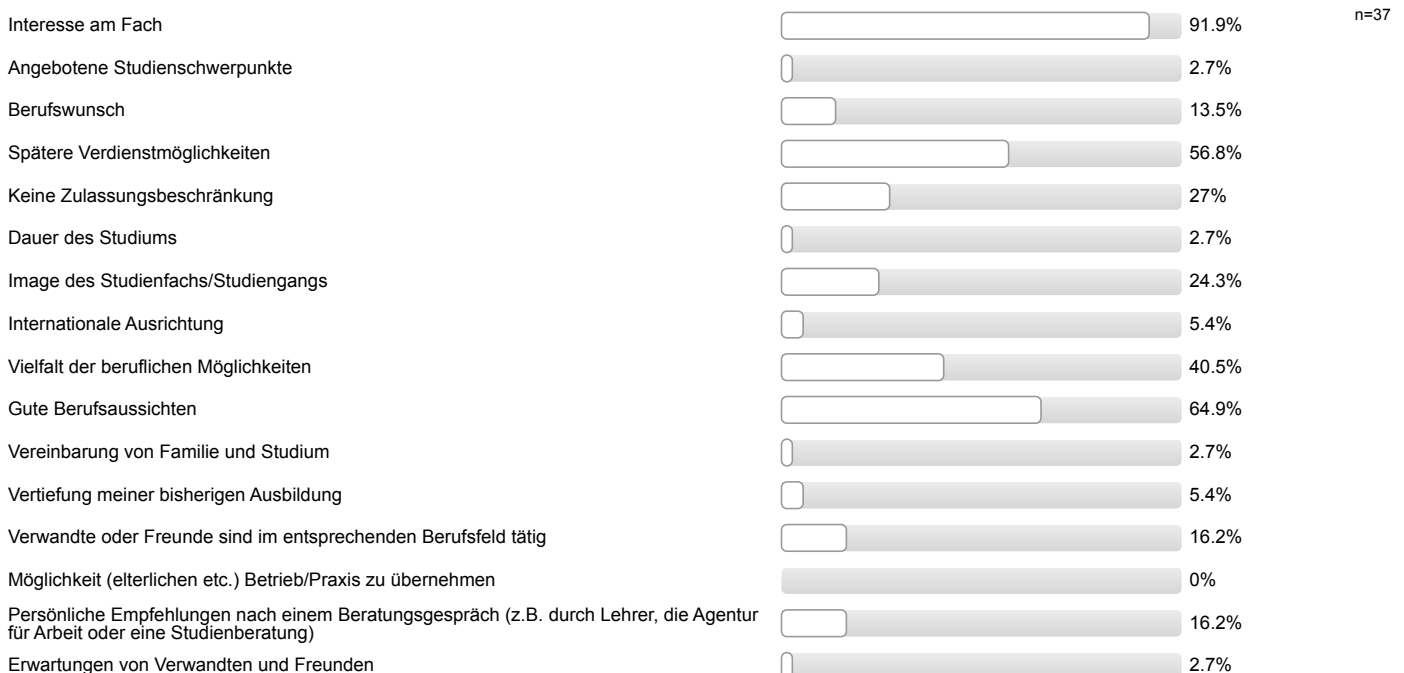 Interesse am Fach 91.9% n=37
Angebotene Studienschwerpunkte 2.7%
Berufswunsch 13.5%
Spätere Verdienstmöglichkeiten 56.8%
Keine Zulassungsbeschränkung 27%
Dauer des Studiums 2.7%
Image des Studienfachs/Studiengangs 24.3%
Internationale Ausrichtung 5.4%
Vielfalt der beruflichen Möglichkeiten 40.5%
Gute Berufsaussichten 64.9%
Vereinbarung von Familie und Studium 2.7%
Vertiefung meiner bisherigen Ausbildung 5.4%
Verwandte oder Freunde sind im entsprechenden Berufsfeld tätig 16.2%
Möglichkeit (elterlichen etc.) Betrieb/Praxis zu übernehmen 0%
Persönliche Empfehlungen nach einem Beratungsgespräch (z.B. durch Lehrer, die Agentur
für Arbeit oder eine Studienberatung) 16.2%
Erwartungen von Verwandten und Freunden 2.7%